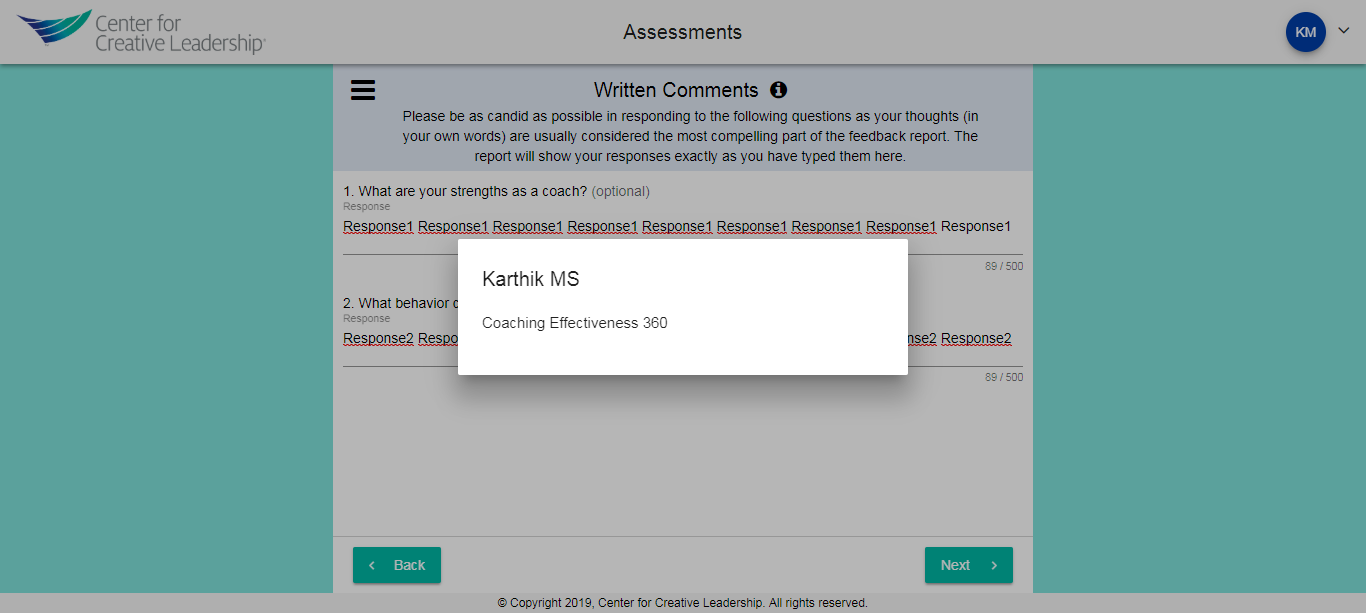 Center for
Creative Leadership®
Assessments
KM
Written Comments
Please be as candid as possible in responding to the following questions as your thoughts (in
your own words) are usually considered the most compelling part of the feedback report. The
report will show your responses exactly as you have typed them here.
1. What are your strengths as a coach? (optional)
Response
Response1 Response1 Response1 Response1 Response1 Response1 Response1 Response1 Response1
89 / 500
Karthik MS
Coaching Effectiveness 360
2. What behavior
Response
Response2 Response2
89 / 500
Back
Next
© Copyright 2019, Center for Creative Leadership. All rights reserved.